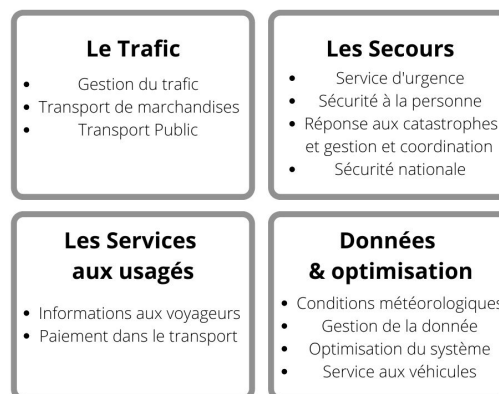 Le Trafic
• Gestion du trafic
• Transport de marchandises
• Transport Public
Les Secours
• Service d'urgence
• Sécurité à la personne
• Réponse aux catastrophes
et gestion et coordination
• Sécurité nationale
Les Services
aux usagés
• Informations aux voyageurs
• Paiement dans le transport
Données
& optimisation
• Conditions météorologiques
• Gestion de la donnée
• Optimisation du système
• Service aux véhicules